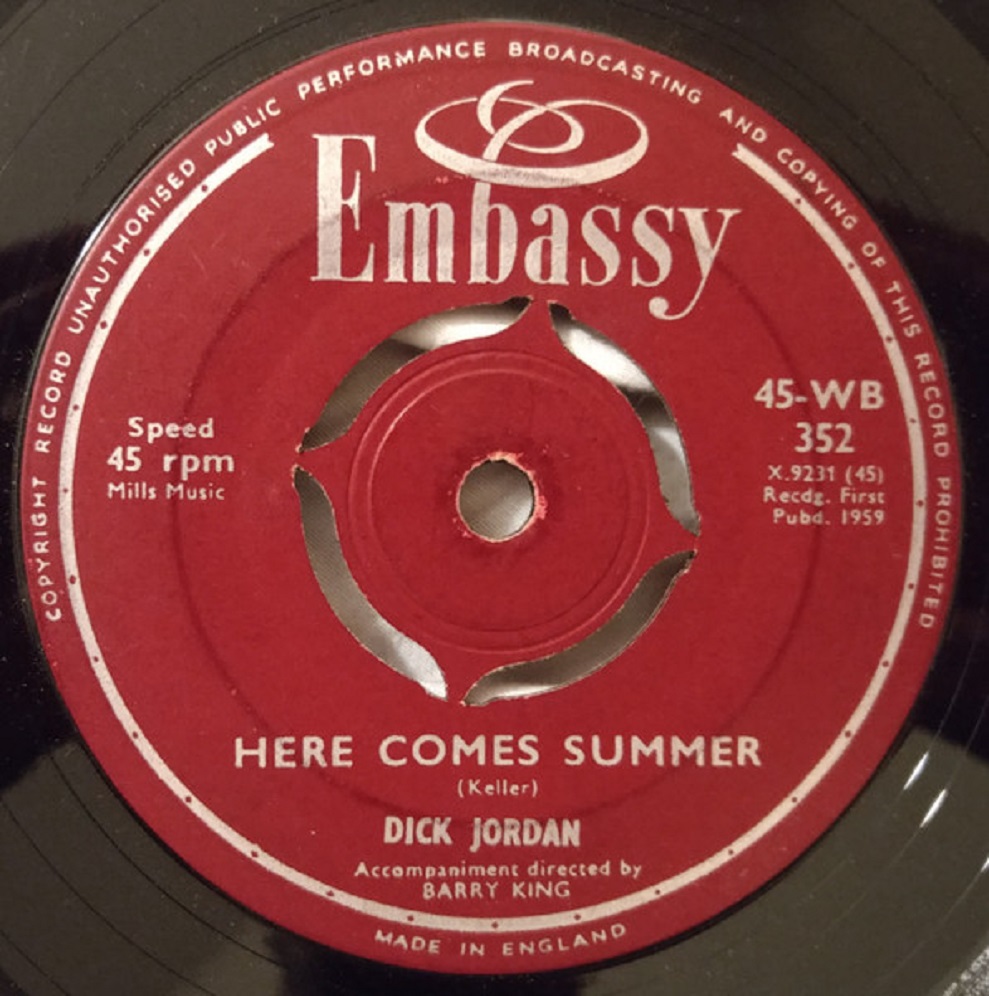 COPYRIGHT RECORD UNAUTHORISED PUBLIC PERFORMANCE BROADCASTING AND COPYING OF THIS RECORD PROHIBITED
Embassy
Speed
45 rpm
Mills Music
45-WB
352
X.9231 (45)
Recdg. First
Pubd. 1959
HERE COMES SUMMER
(Keller)
DICK JORDAN
Accompaniment directed by
BARRY KING
MADE IN ENGLAND